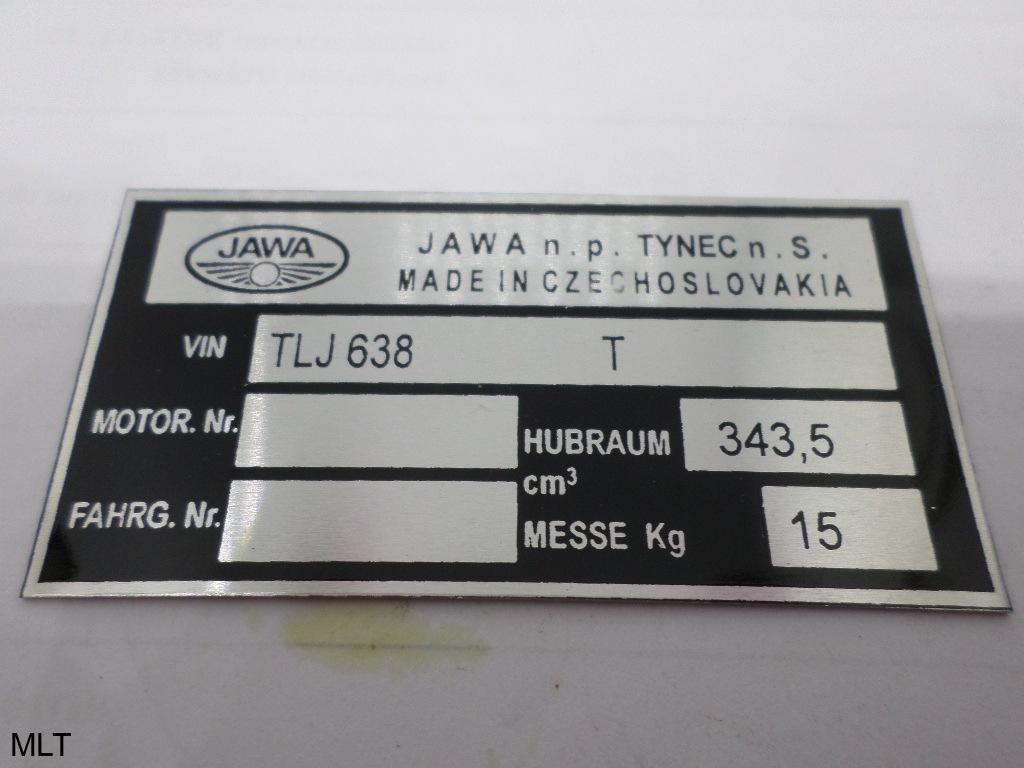 JAWA
JAWA n.p. TYNEC n.S.
MADE IN CZECHOSLOVAKIA
VIN TLJ 638 T
MOTOR. Nr.
HUBRAUM 343,5
cm³
FAHRG. Nr.
MESSE Kg 15
MLT